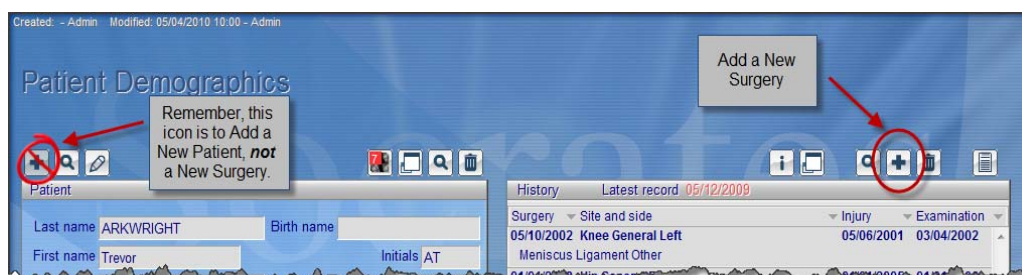 Created: - Admin Modified: 05/04/2010 10:00 - Admin
Patient Demographics
Remember, this
icon is to Add a
New Patient, not
a New Surgery.
Add a New
Surgery
7
i
Patient
Last name ARKWRIGHT Birth name
First name Trevor Initials AT
History Latest record 05/12/2009
Surgery Site and side Injury Examination
05/10/2002 Knee General Left 05/06/2001 03/04/2002
Meniscus Ligament Other